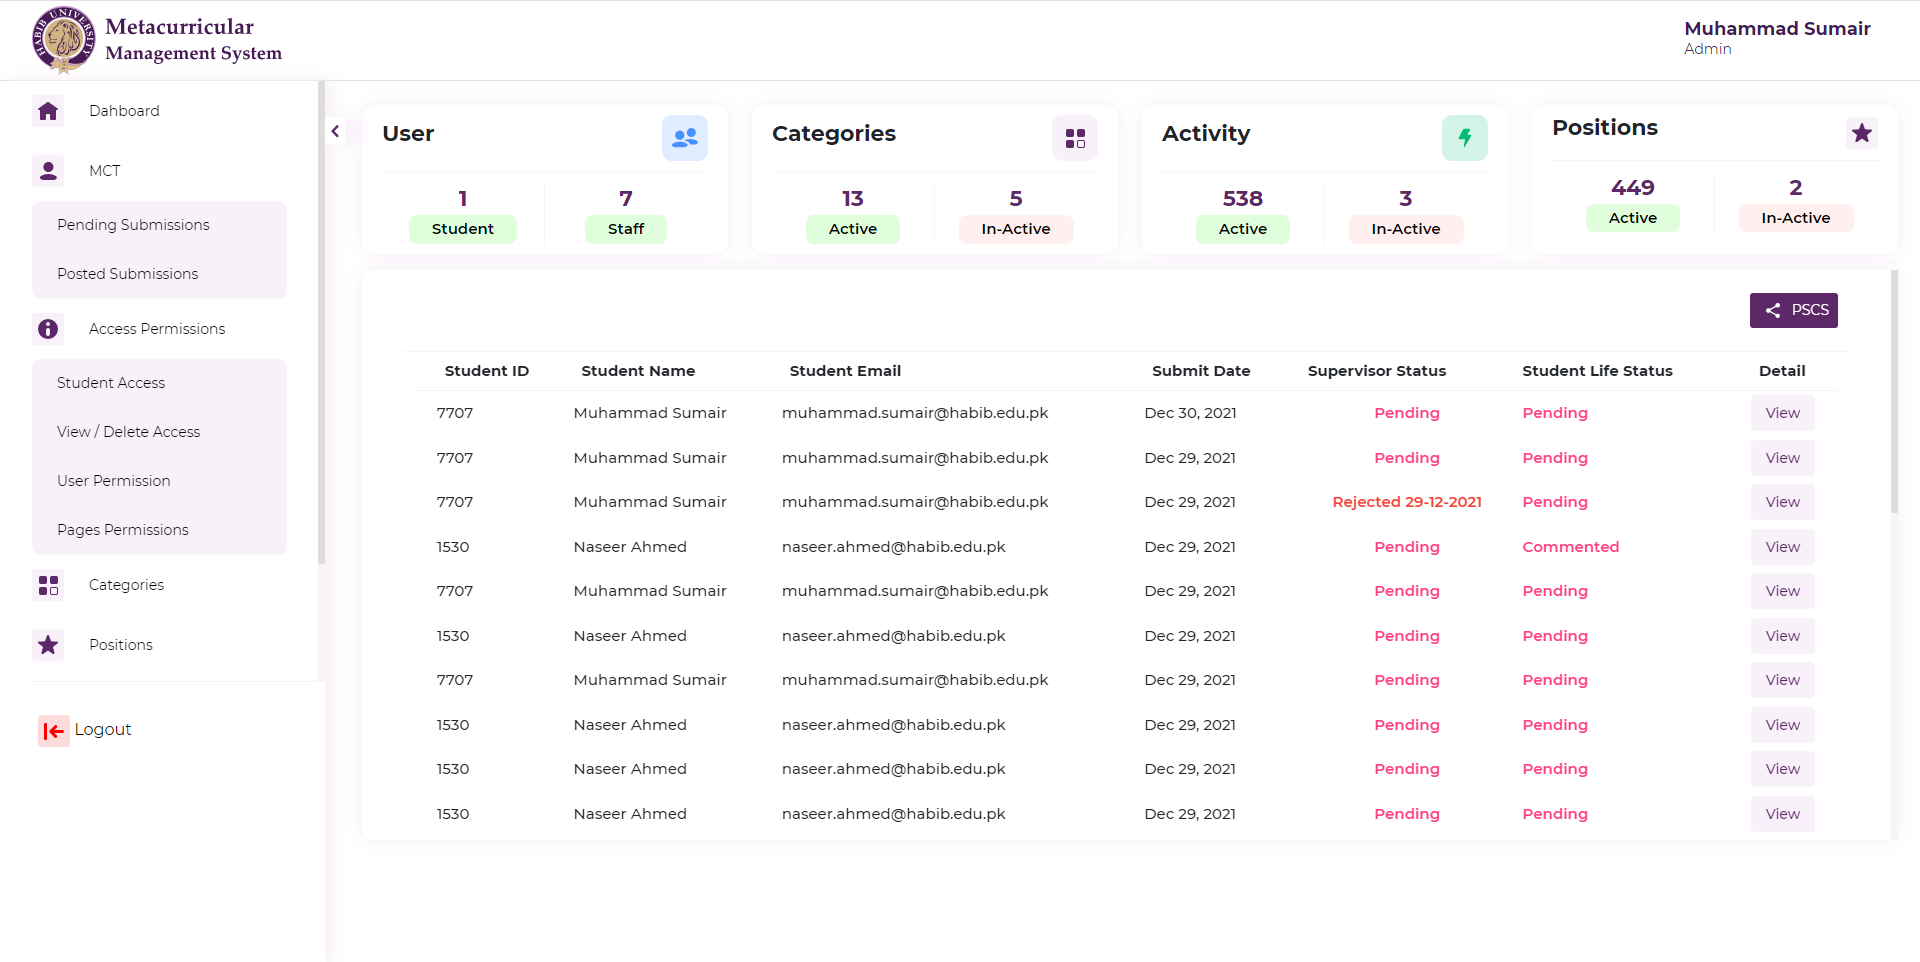 HABIB UNIVERSITY
Metacurricular
Management System
Muhammad Sumair
Admin
Dahboard
MCT
Pending Submissions
Posted Submissions
Access Permissions
Student Access
View / Delete Access
User Permission
Pages Permissions
Categories
Positions
Logout
User
1 7
Student Staff
Categories
13 5
Active In-Active
Activity
538 3
Active In-Active
Positions
449 2
Active In-Active
PSCS
Student ID Student Name Student Email Submit Date Supervisor Status Student Life Status Detail
7707 Muhammad Sumair muhammad.sumair@habib.edu.pk Dec 30, 2021 Pending Pending View
7707 Muhammad Sumair muhammad.sumair@habib.edu.pk Dec 29, 2021 Pending Pending View
7707 Muhammad Sumair muhammad.sumair@habib.edu.pk Dec 29, 2021 Rejected 29-12-2021 Pending View
1530 Naseer Ahmed naseer.ahmed@habib.edu.pk Dec 29, 2021 Pending Commented View
7707 Muhammad Sumair muhammad.sumair@habib.edu.pk Dec 29, 2021 Pending Pending View
1530 Naseer Ahmed naseer.ahmed@habib.edu.pk Dec 29, 2021 Pending Pending View
7707 Muhammad Sumair muhammad.sumair@habib.edu.pk Dec 29, 2021 Pending Pending View
1530 Naseer Ahmed naseer.ahmed@habib.edu.pk Dec 29, 2021 Pending Pending View
1530 Naseer Ahmed naseer.ahmed@habib.edu.pk Dec 29, 2021 Pending Pending View
1530 Naseer Ahmed naseer.ahmed@habib.edu.pk Dec 29, 2021 Pending Pending View